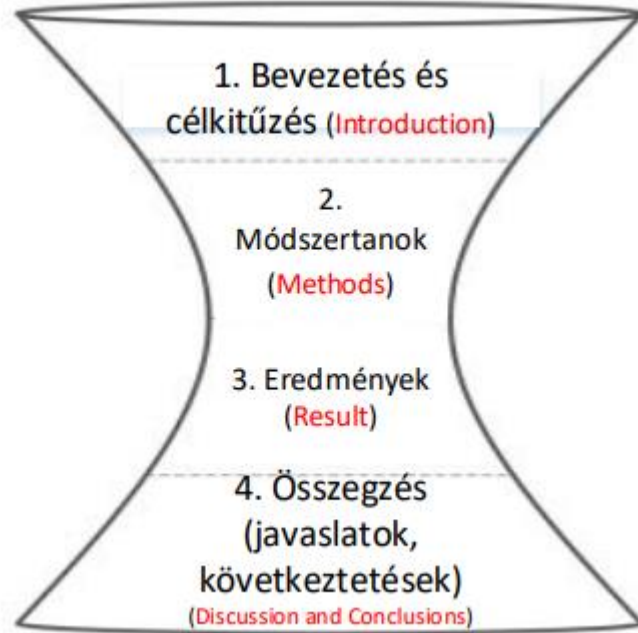 1. Bevezetés és
célkitűzés (Introduction)
2.
Módszertanok
(Methods)
3. Eredmények
(Result)
4. Összegzés
(javaslatok,
következtetések)
(Discussion and Conclusions)